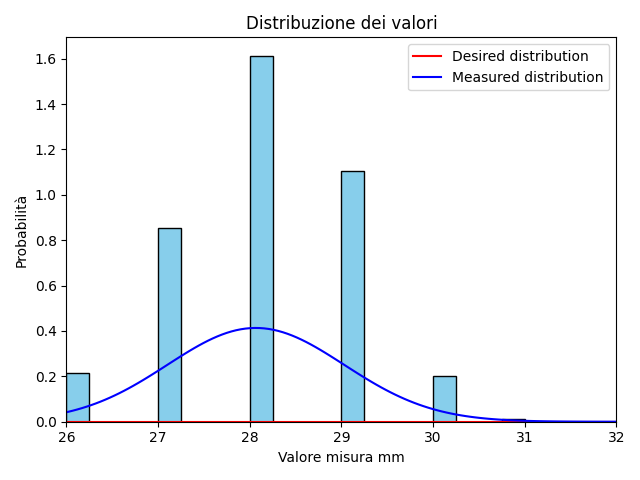 Distribuzione dei valori
Desired distribution
Measured distribution
Probabilità
1.6
1.4
1.2
1.0
0.8
0.6
0.4
0.2
0.0
26 27 28 29 30 31 32
Valore misura mm